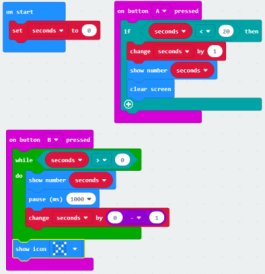 on start
set seconds to 0
on button A pressed
if seconds < 20 then
change seconds by 1
show number seconds
clear screen
on button B pressed
while seconds > 0
do show number seconds
pause (ms) 1000
change seconds by 0 - 1
show icon